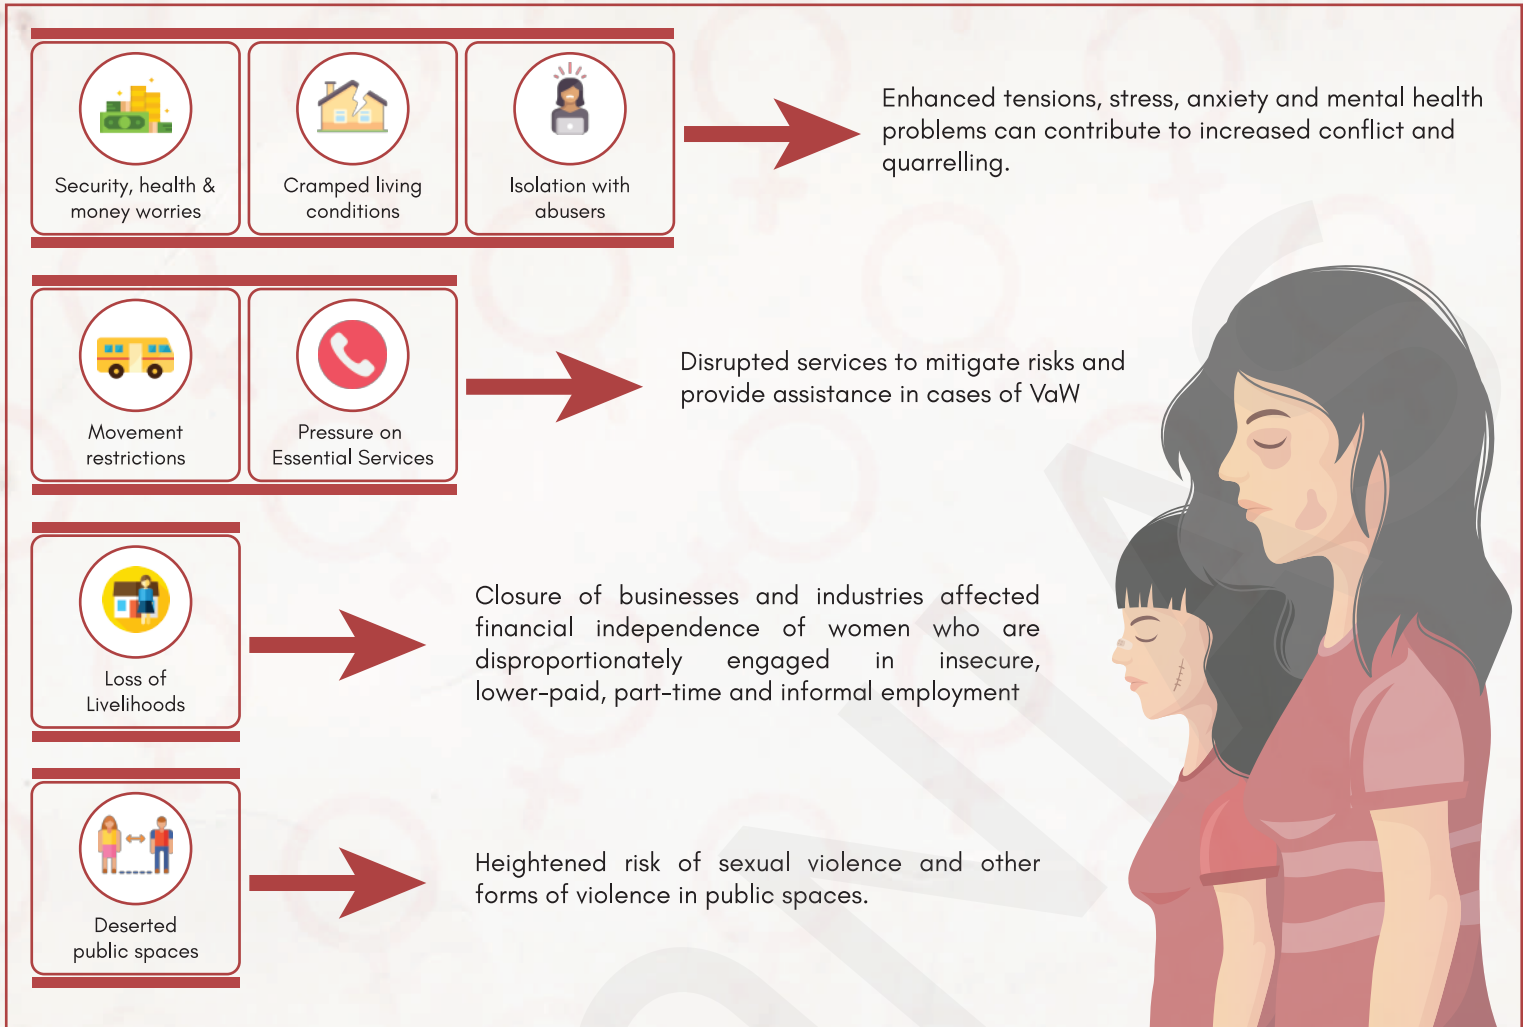 Security, health &
money worries
Cramped living
conditions
Isolation with
abusers
Enhanced tensions, stress, anxiety and mental health
problems can contribute to increased conflict and
quarrelling.
Movement
restrictions
Pressure on
Essential Services
Disrupted services to mitigate risks and
provide assistance in cases of VaW
Loss of
Livelihoods
Closure of businesses and industries affected
financial independence of women who are
disproportionately engaged in insecure,
lower-paid, part-time and informal employment
Deserted
public spaces
Heightened risk of sexual violence and other
forms of violence in public spaces.